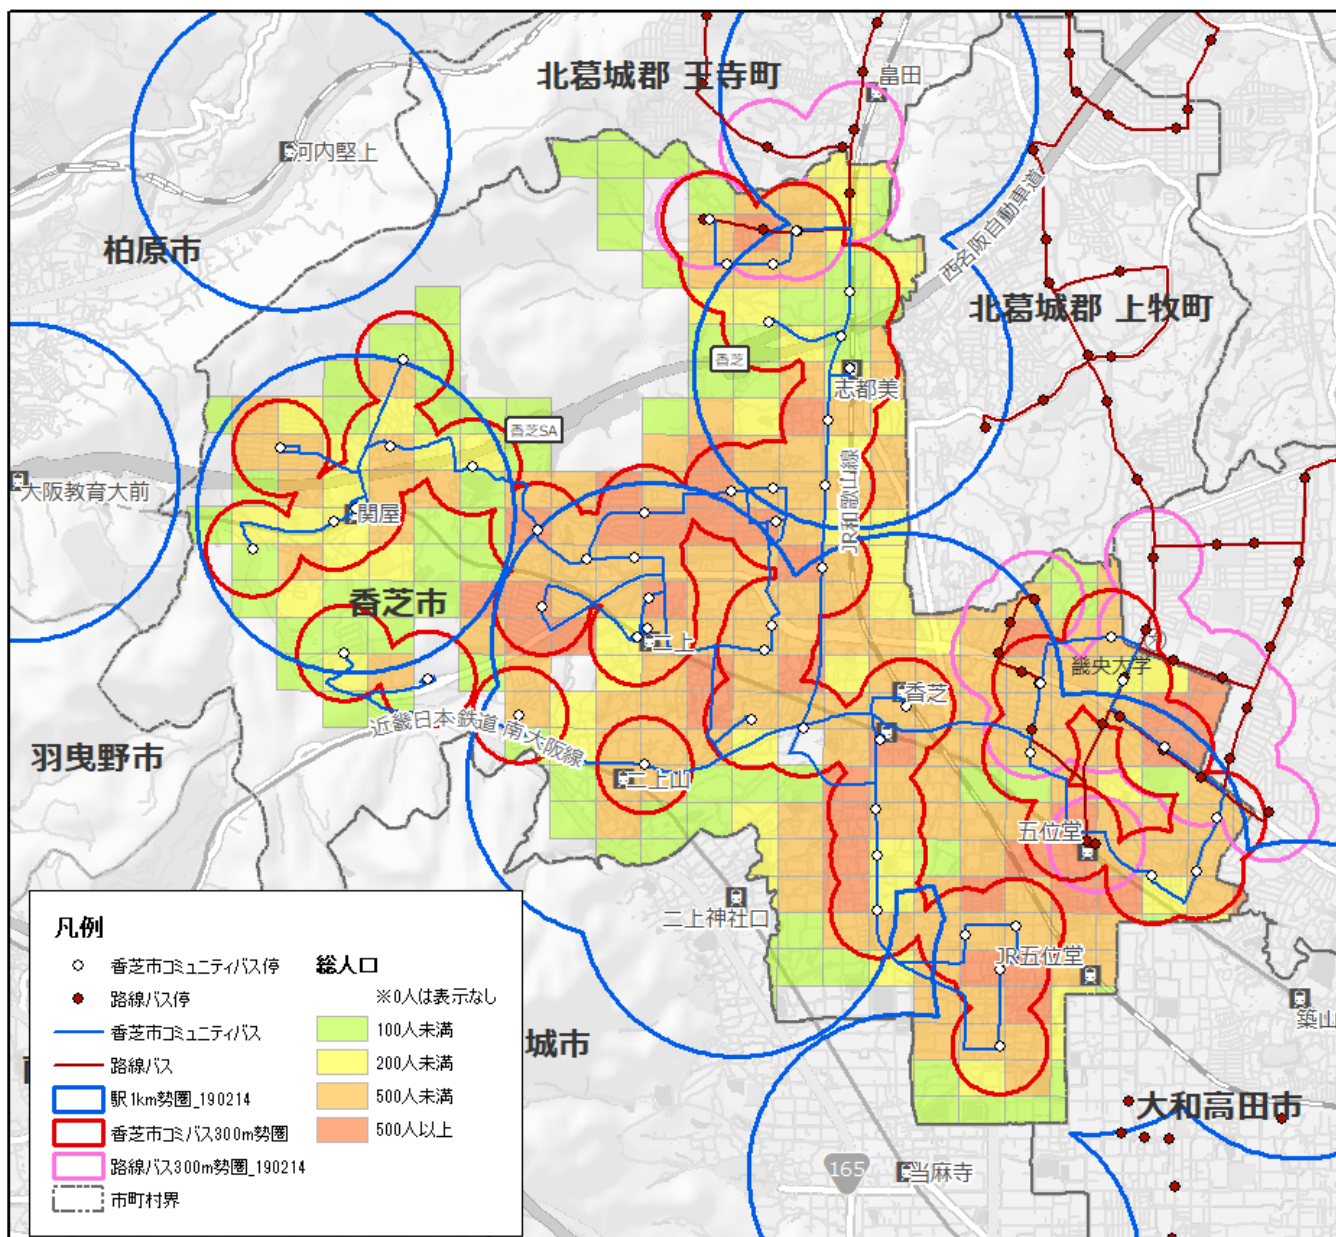 北葛城郡 王寺町
畠田
河内堅上
柏原市
西名阪自動車道
北葛城郡 上牧町
香芝
志都美
香芝SA
大阪教育大前
JR和歌山線
関屋
香芝市
二上
畿央大学
香芝
近畿日本鉄道南大阪線
羽曳野市
二上山
五位堂
二上神社口
JR五位堂
築山
城市
大和高田市
165
当麻寺
凡例
香芝市コミュニティバス停
路線バス停
香芝市コミュニティバス
路線バス
駅1km勢圏_190214
香芝市コミバス300m勢圏
路線バス300m勢圏_190214
市町村界
総人口
※0人は表示なし
100人未満
200人未満
500人未満
500人以上